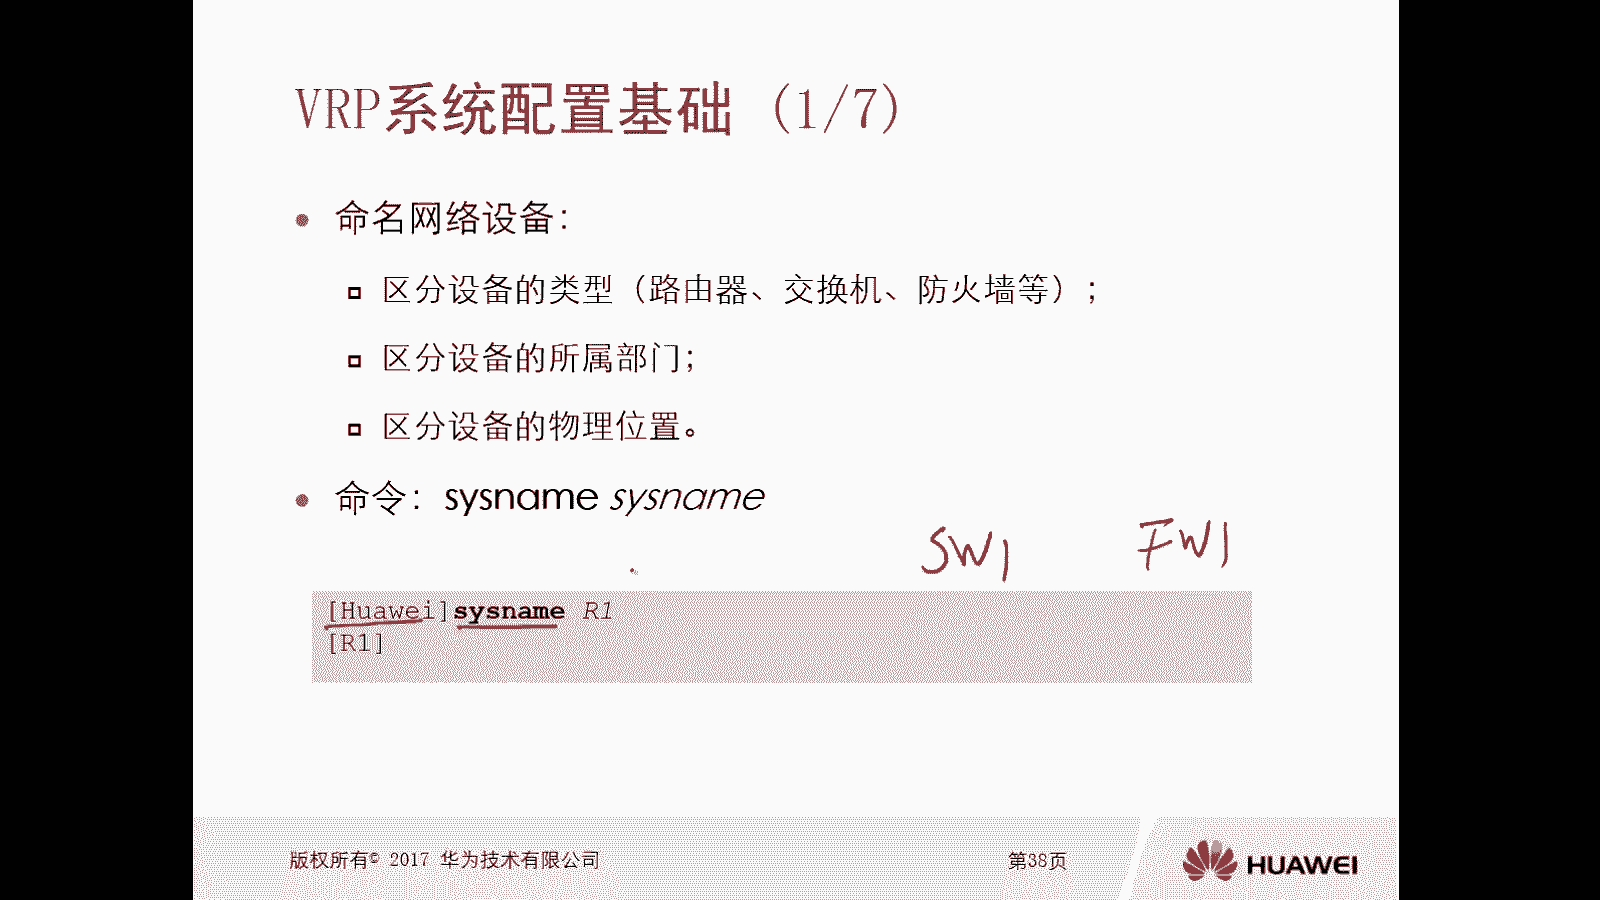 VRP系统配置基础 (1/7)
命名网络设备：
区分设备的类型（路由器、交换机、防火墙等）；
区分设备的所属部门；
区分设备的物理位置。
命令：sysname sysname
SW1 FW1
[Huawei]sysname R1
[R1]
版权所有© 2017 华为技术有限公司
第38页
HUAWEI